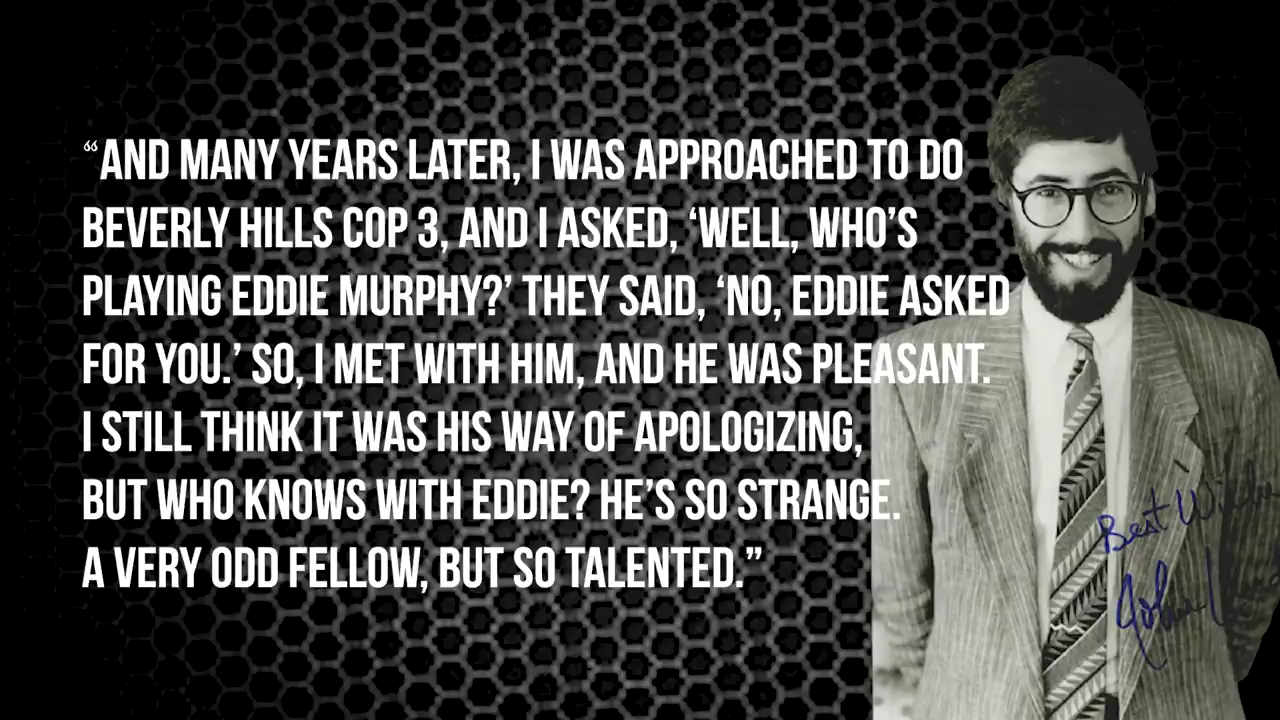 “AND MANY YEARS LATER, I WAS APPROACHED TO DO
BEVERLY HILLS COP 3, AND I ASKED, ‘WELL, WHO’S
PLAYING EDDIE MURPHY?’ THEY SAID, ‘NO, EDDIE ASKED
FOR YOU.’ SO, I MET WITH HIM, AND HE WAS PLEASANT.
I STILL THINK IT WAS HIS WAY OF APOLOGIZING,
BUT WHO KNOWS WITH EDDIE? HE’S SO STRANGE.
A VERY ODD FELLOW, BUT SO TALENTED.”
Best
John